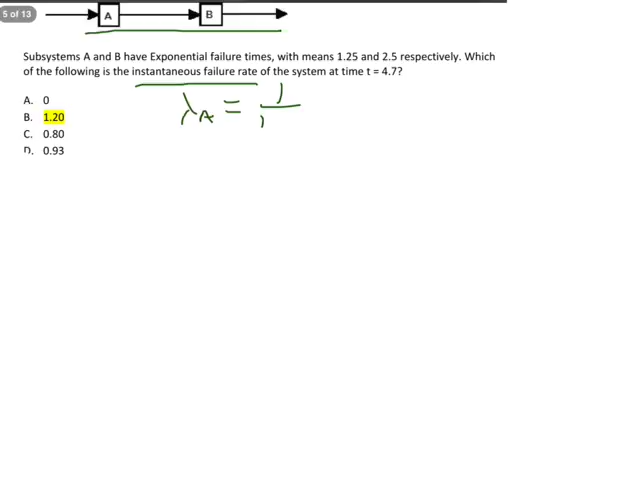 5 of 13
A B
Subsystems A and B have Exponential failure times, with means 1.25 and 2.5 respectively. Which
of the following is the instantaneous failure rate of the system at time t = 4.7?
λA = 1
A. 0
B. 1.20
C. 0.80
D. 0.93